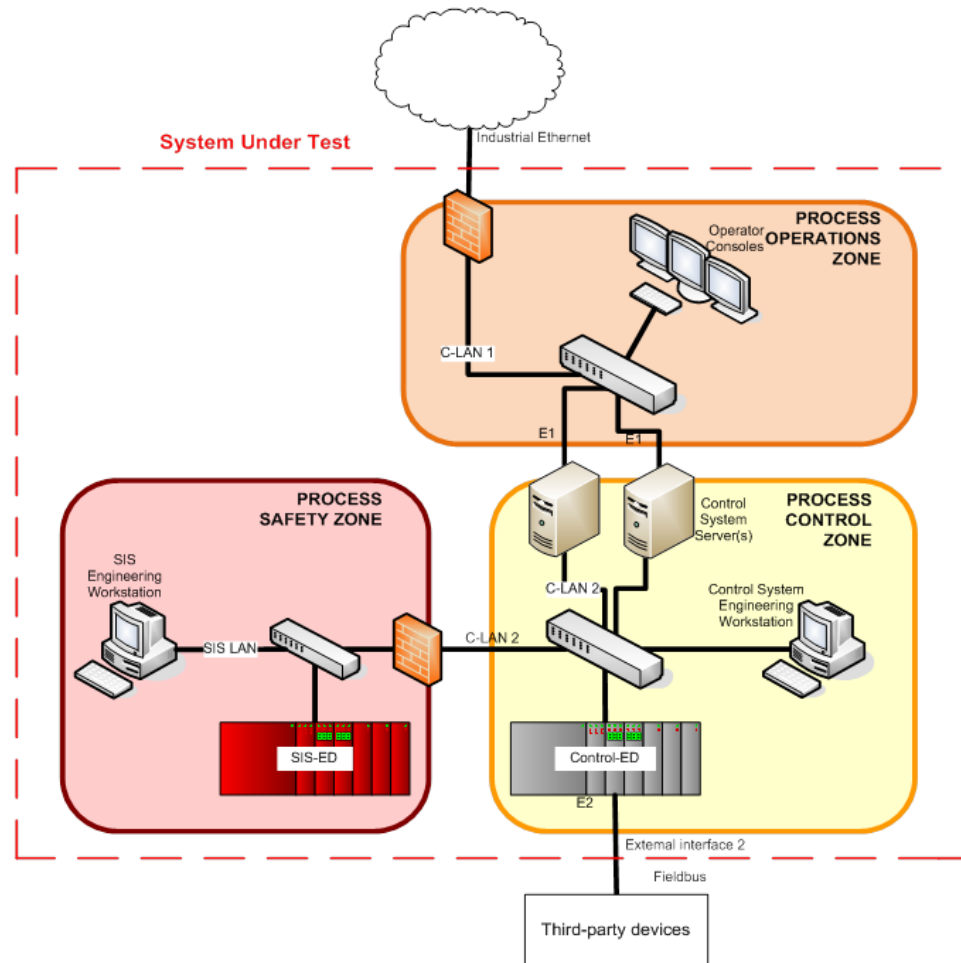 Industrial Ethernet
System Under Test
PROCESS
OPERATIONS
ZONE
Operator
Consoles
C-LAN 1
E1
E1
PROCESS
SAFETY ZONE
PROCESS
CONTROL
ZONE
Control
System
Server(s)
SIS
Engineering
Workstation
C-LAN 2
Control System
Engineering
Workstation
SIS LAN
C-LAN 2
SIS-ED
Control-ED
E2
External interface 2
Fieldbus
Third-party devices